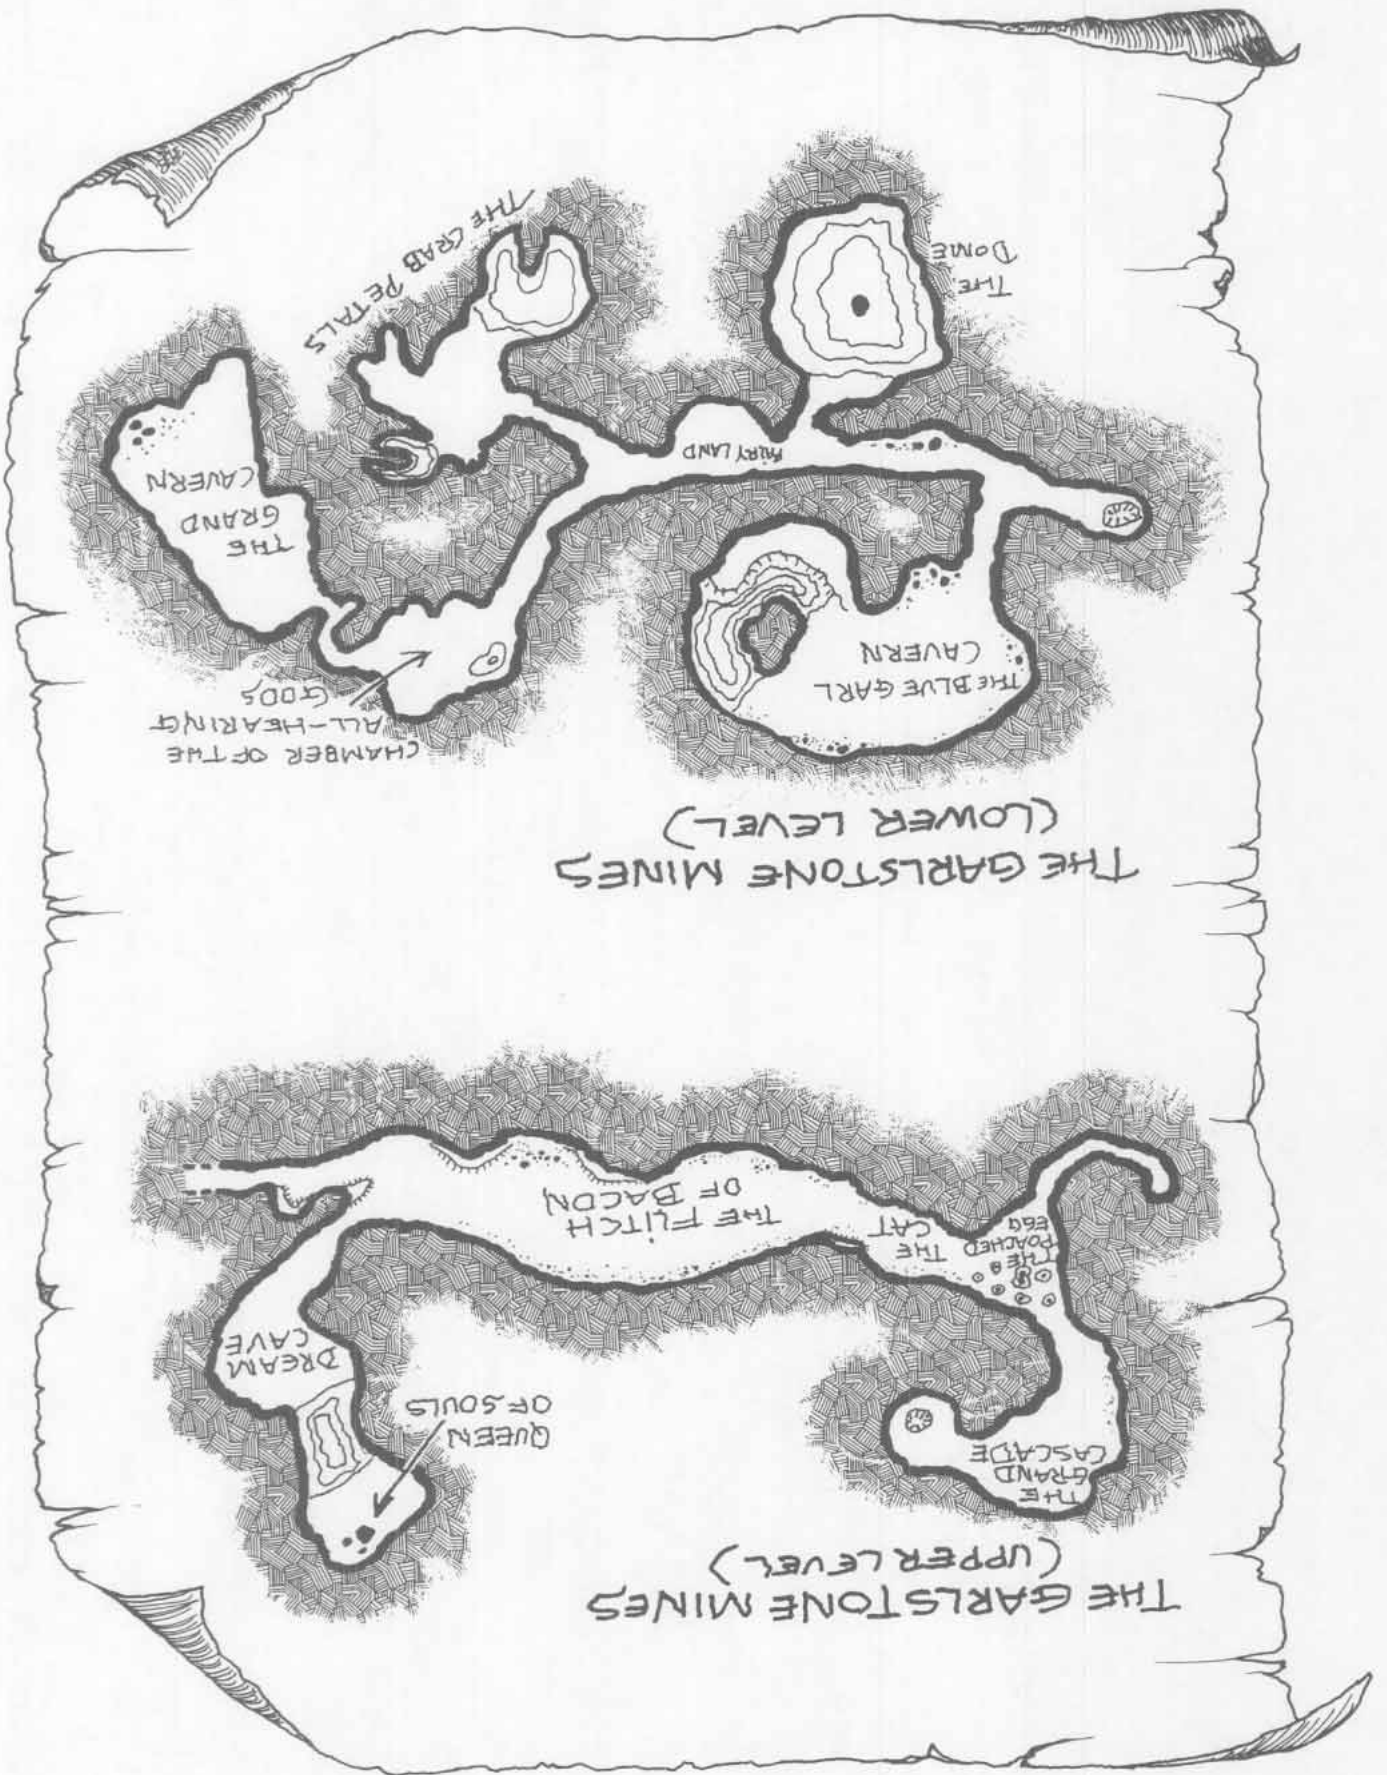 THE GARLSTONE MINES
(UPPER LEVEL)
THE
GRAND
CASCADE
QUEEN
OF SOULS
DREAM
CAVE
THE
POACHED
EGG
THE
CAT
THE FLITCH
OF BACON
THE GARLSTONE MINES
(LOWER LEVEL)
CHAMBER OF THE
ALL-HEARING
GODS
THE BLUE GARL
CAVERN
THE
GRAND
CAVERN
FAIRY LAND
THE
DOME
THE CRAB PETALS